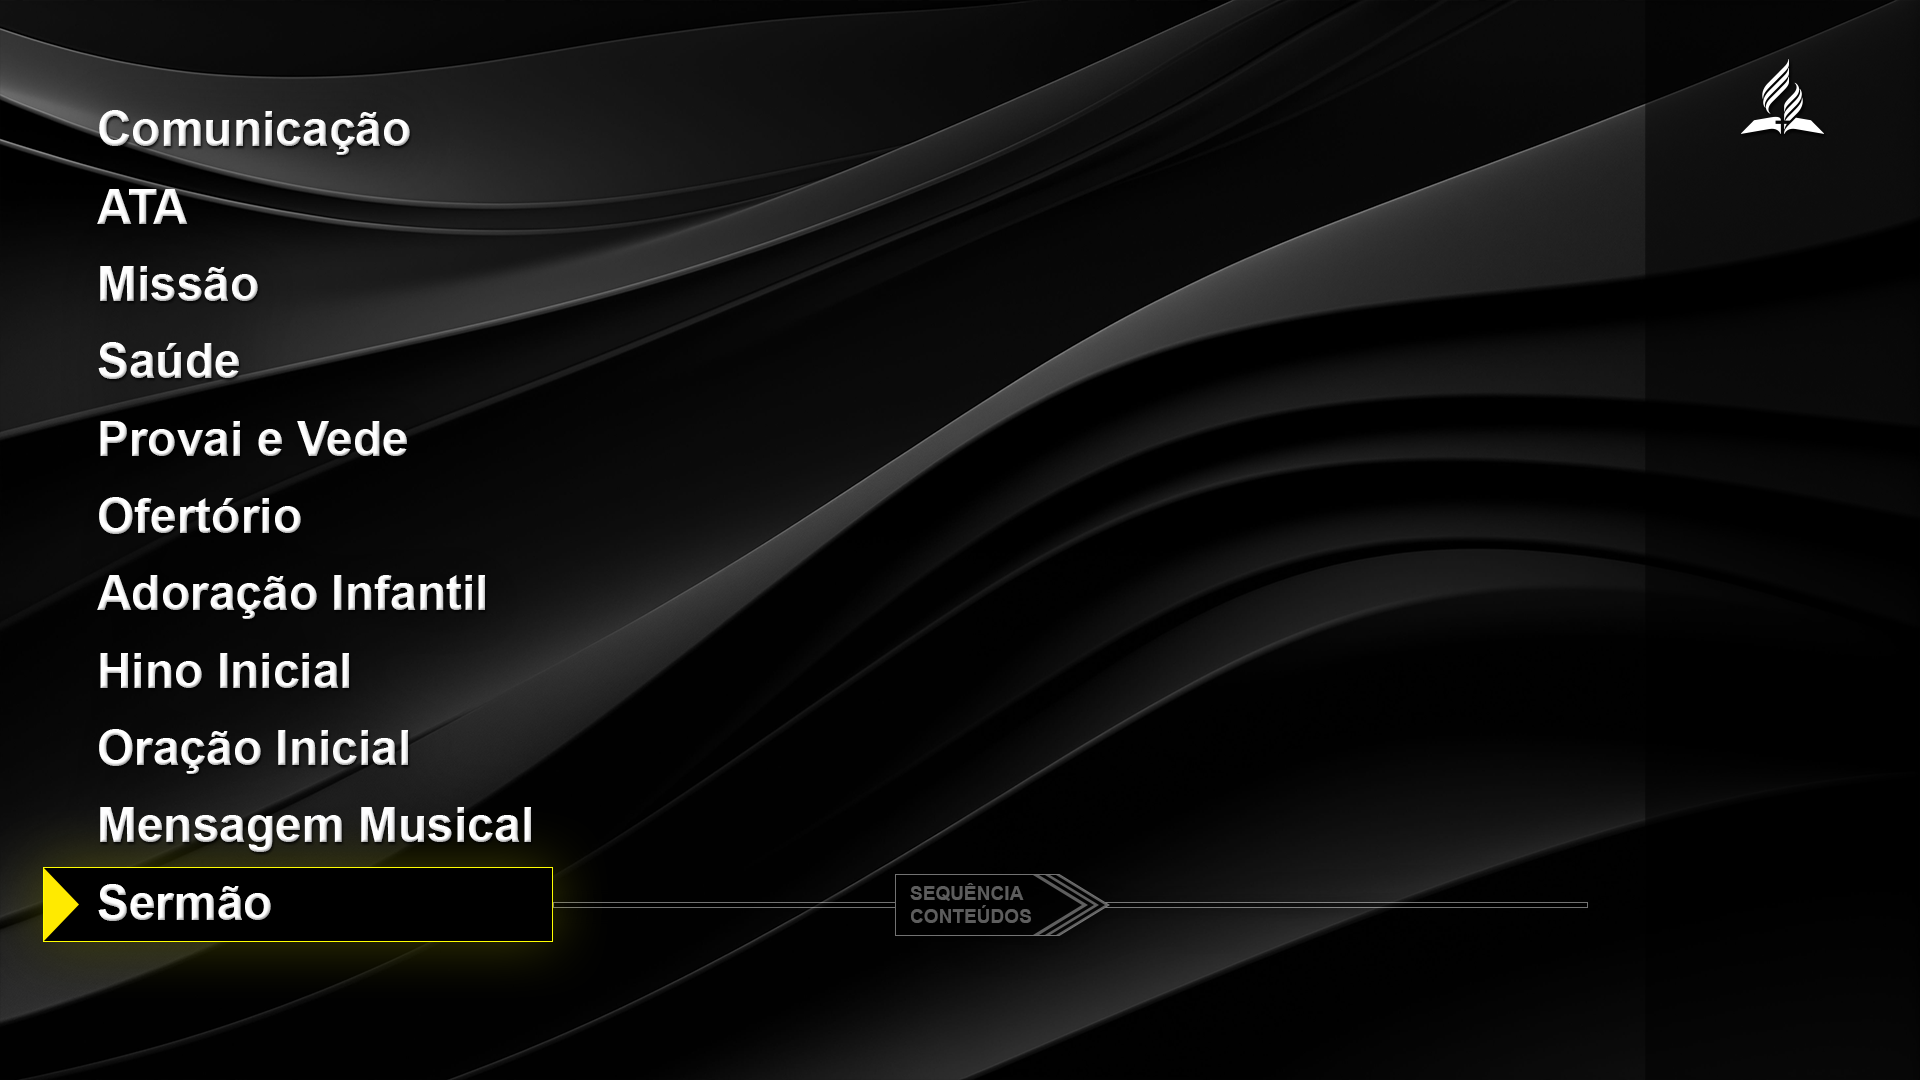 Comunicação
ATA
Missão
Saúde
Provai e Vede
Ofertório
Adoração Infantil
Hino Inicial
Oração Inicial
Mensagem Musical
Sermão
SEQUÊNCIA
CONTEÚDOS